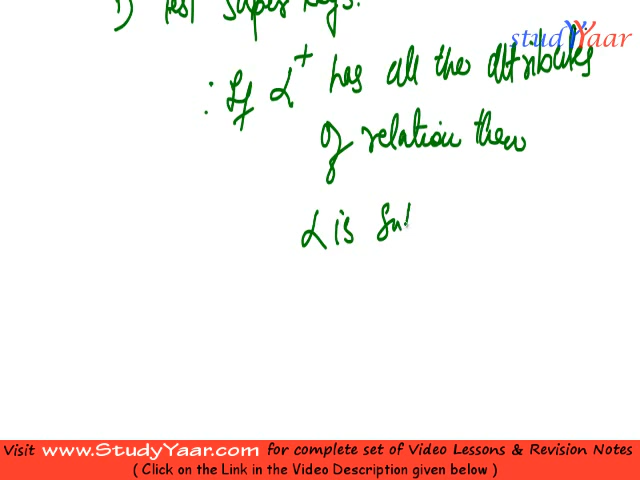 1) Test Super keys.
studYYaar
: If α⁺ has all the attributes
of relation then
α is Su
Visit www.StudyYaar.com for complete set of Video Lessons & Revision Notes
( Click on the Link in the Video Description given below )